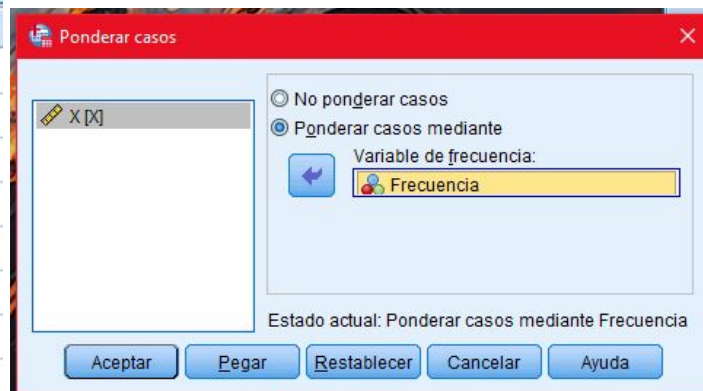 Ponderar casos
X [X]
No ponderar casos
Ponderar casos mediante
Variable de frecuencia:
Frecuencia
Estado actual: Ponderar casos mediante Frecuencia
Aceptar
Pegar
Restablecer
Cancelar
Ayuda